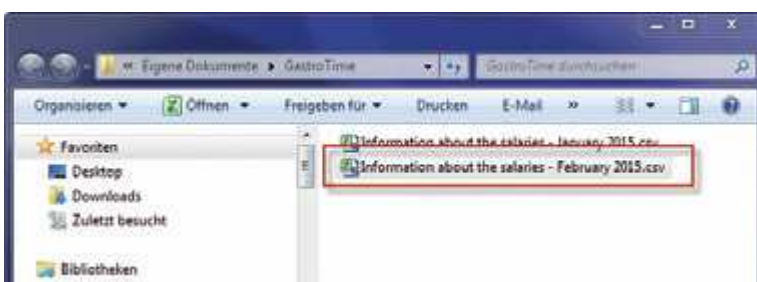 « Eigene Dokumente ▸ GastroTime
GastroTime durchsuchen
Organisieren Öffnen Freigeben für Drucken E-Mail »
Favoriten
Desktop
Downloads
Zuletzt besucht
Bibliotheken
Information about the salaries - January 2015.csv
Information about the salaries - February 2015.csv